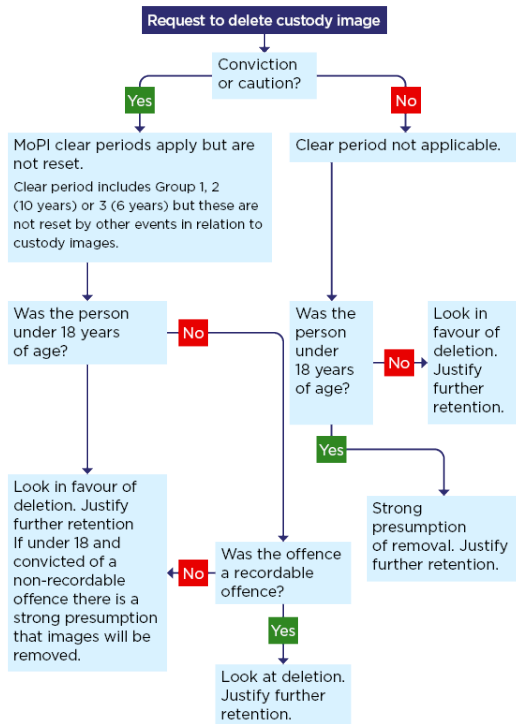 Request to delete custody image
Conviction
or caution?
Yes
No
MoPI clear periods apply but are
not reset.
Clear period includes Group 1, 2
(10 years) or 3 (6 years) but these are
not reset by other events in relation to
custody images.
Clear period not applicable.
Was the person
under 18 years
of age?
No
Was the
person
under
18 years
of age?
No
Look in
favour of
deletion.
Justify
further
retention.
Yes
Strong
presumption
of removal. Justify
further retention.
Look in favour of
deletion. Justify
further retention
If under 18 and
convicted of a
non-recordable
offence there is a
strong presumption
that images will be
removed.
No
Was the offence
a recordable
offence?
Yes
Look at deletion.
Justify further
retention.